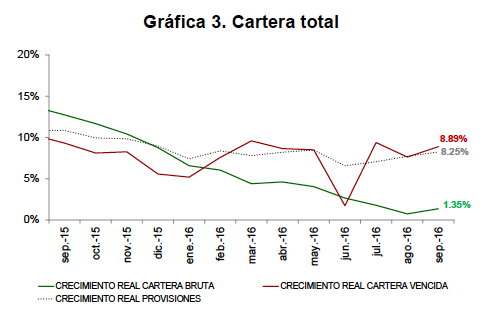 Gráfica 3. Cartera total
20%
15%
10%
5%
0%
8.89%
8.25%
1.35%
sep.-15
oct.-15
nov.-15
dic.-15
ene.-16
feb.-16
mar.-16
abr.-16
may.-16
jun.-16
jul.-16
ago.-16
sep.-16
CRECIMIENTO REAL CARTERA BRUTA
CRECIMIENTO REAL CARTERA VENCIDA
CRECIMIENTO REAL PROVISIONES